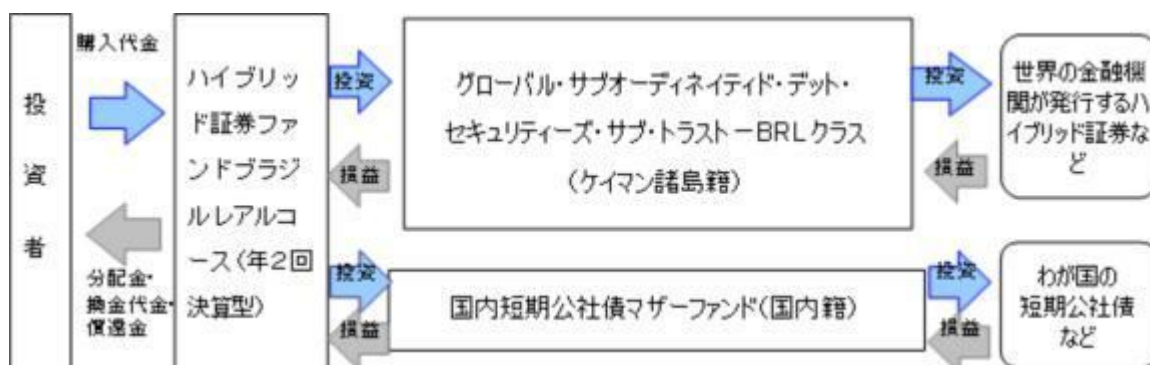 購入代金
投
資
者
分配金・
換金代金・
償還金
ハイブリッ
ド証券ファ
ンドブラジ
ルレアルコ
ース(年2回
決算型)
投資
損益
投資
損益
グローバル・サブオーディネイティド・デット・
セキュリティーズ・サブ・トラスト－BRLクラス
(ケイマン諸島籍)
国内短期公社債マザーファンド(国内籍)
投資
損益
投資
損益
世界の金融機
関が発行するハ
イブリッド証券な
ど
わが国の
短期公社債
など